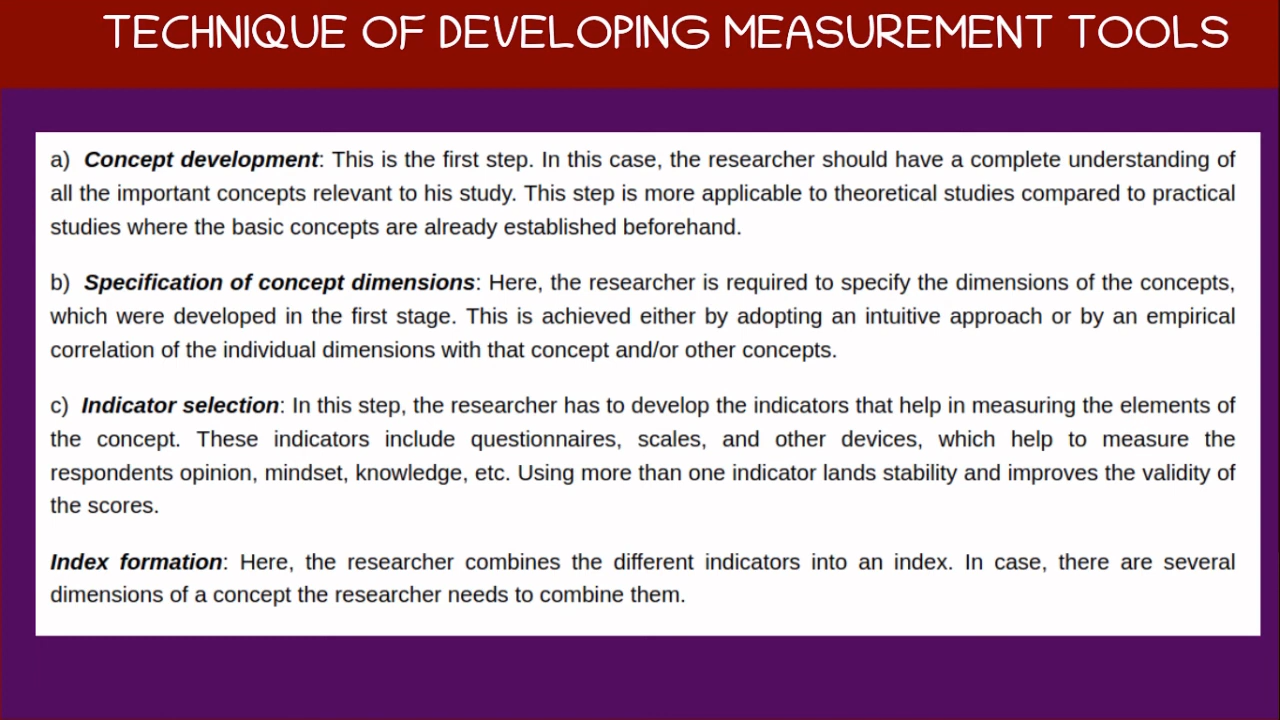 TECHNIQUE OF DEVELOPING MEASUREMENT TOOLS
a) Concept development: This is the first step. In this case, the researcher should have a complete understanding of
all the important concepts relevant to his study. This step is more applicable to theoretical studies compared to practical
studies where the basic concepts are already established beforehand.
b) Specification of concept dimensions: Here, the researcher is required to specify the dimensions of the concepts,
which were developed in the first stage. This is achieved either by adopting an intuitive approach or by an empirical
correlation of the individual dimensions with that concept and/or other concepts.
c) Indicator selection: In this step, the researcher has to develop the indicators that help in measuring the elements of
the concept. These indicators include questionnaires, scales, and other devices, which help to measure the
respondents opinion, mindset, knowledge, etc. Using more than one indicator lands stability and improves the validity of
the scores.
Index formation: Here, the researcher combines the different indicators into an index. In case, there are several
dimensions of a concept the researcher needs to combine them.